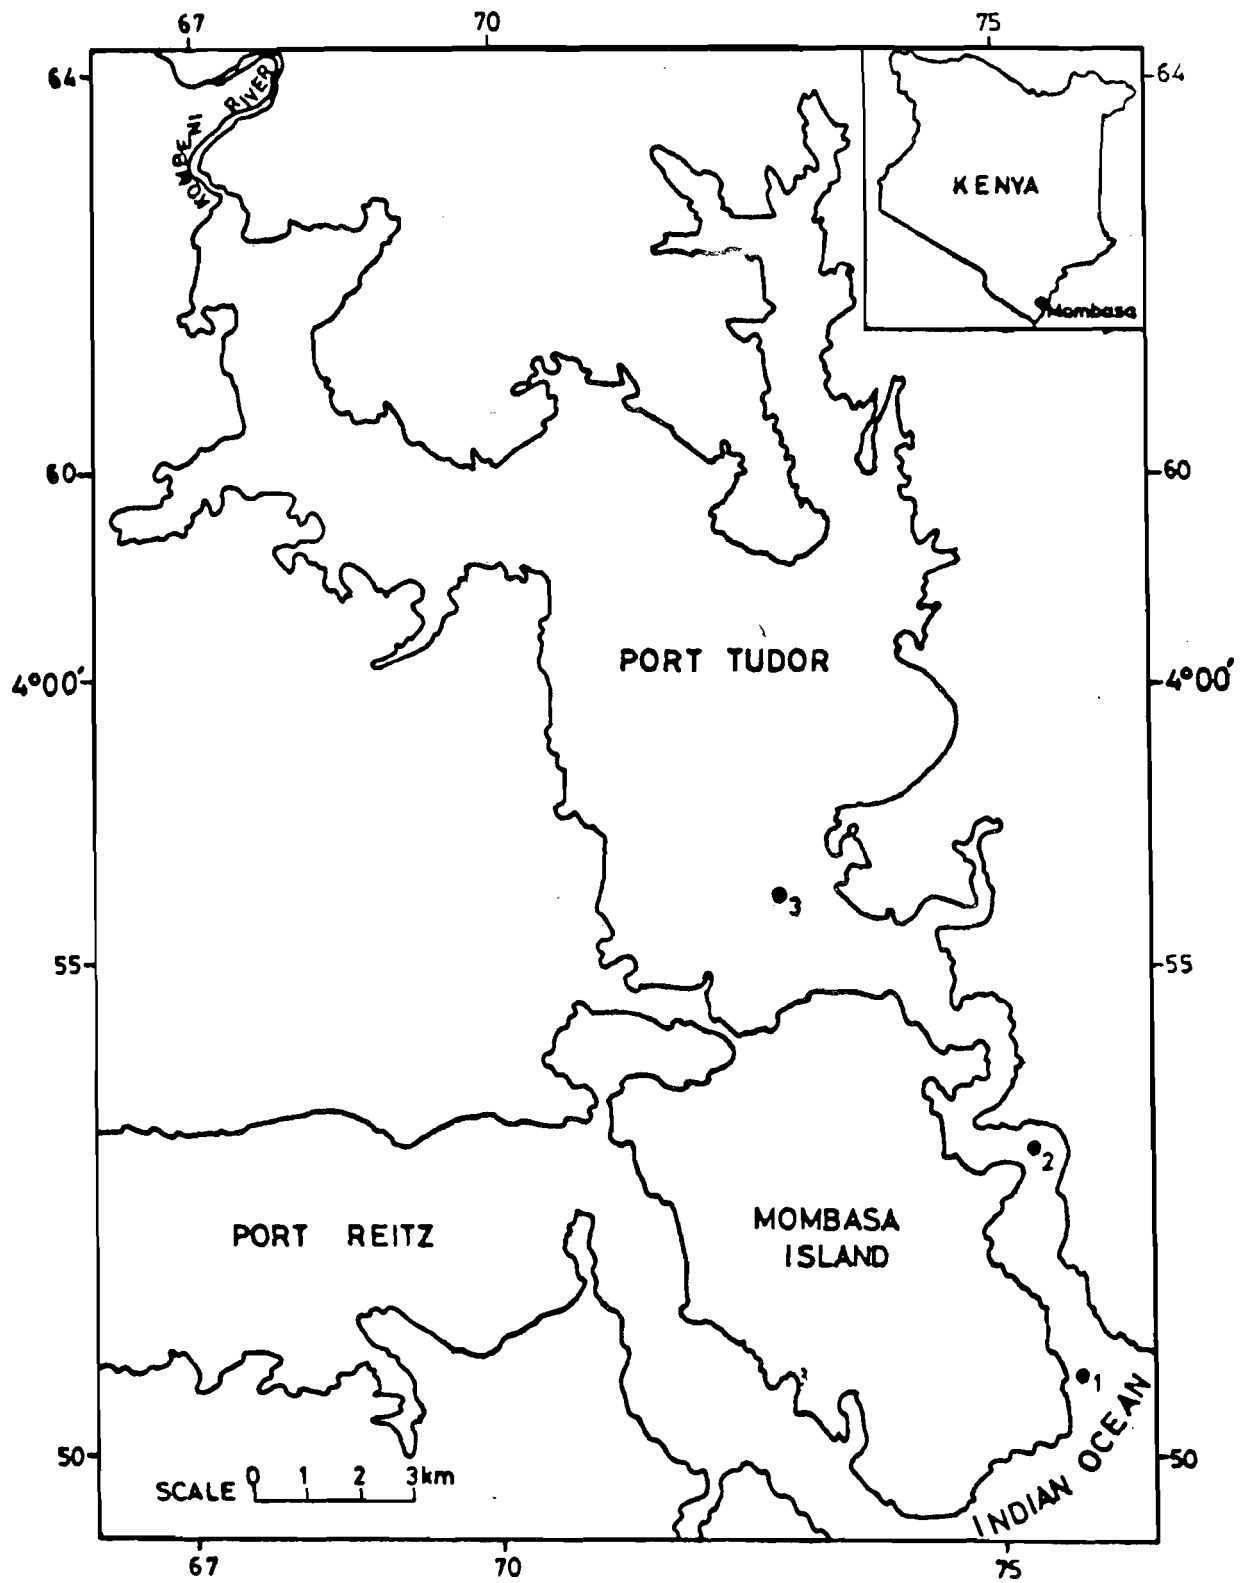 67 70 75
64 64
KOMBENI RIVER
KENYA
Mombasa
60 60
PORT TUDOR
4°00' 4°00'
3
55 55
2
MOMBASA
ISLAND
PORT REITZ
1
INDIAN OCEAN
50 50
SCALE 0 1 2 3km
67 70 75